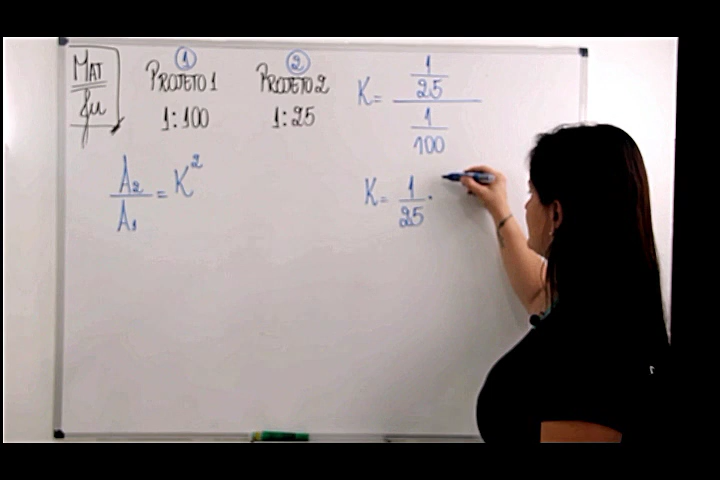 MAT
Ju
1
PROJETO 1
1:100
2
PROJETO 2
1:25
K = 1/25 / 1/100
A₂/A₁ = K²
K = 1/25 .